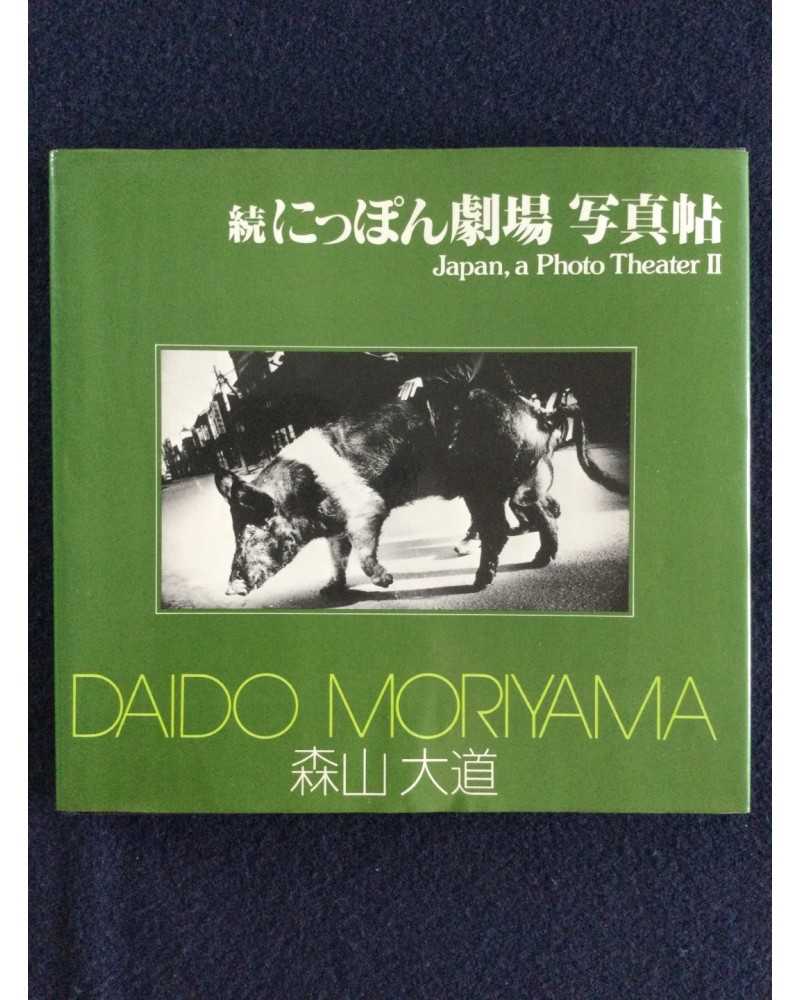 続にっぽん劇場 写真帖
Japan, a Photo Theater II
DAIDO MORIYAMA
森山 大道